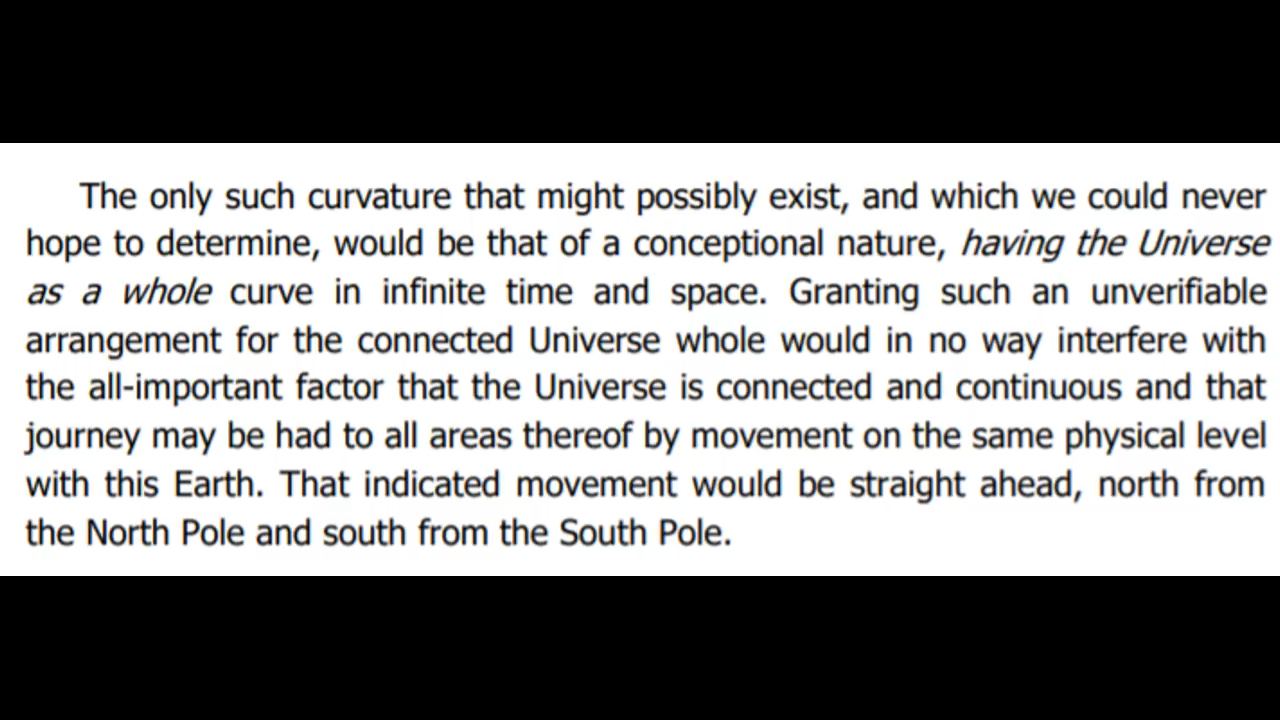 The only such curvature that might possibly exist, and which we could never
hope to determine, would be that of a conceptional nature, having the Universe
as a whole curve in infinite time and space. Granting such an unverifiable
arrangement for the connected Universe whole would in no way interfere with
the all-important factor that the Universe is connected and continuous and that
journey may be had to all areas thereof by movement on the same physical level
with this Earth. That indicated movement would be straight ahead, north from
the North Pole and south from the South Pole.